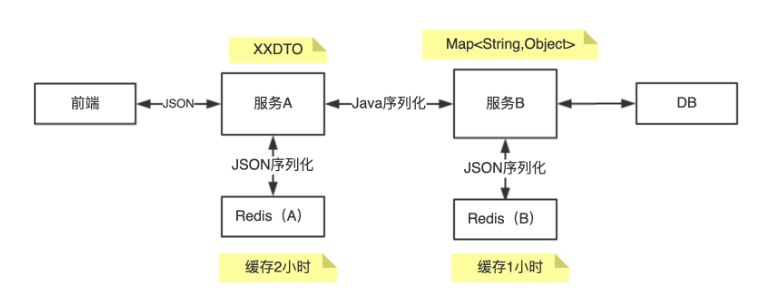 XXDTO
Map<String,Object>
前端
JSON
服务A
Java序列化
服务B
DB
JSON序列化
JSON序列化
Redis（A）
Redis（B）
缓存2小时
缓存1小时